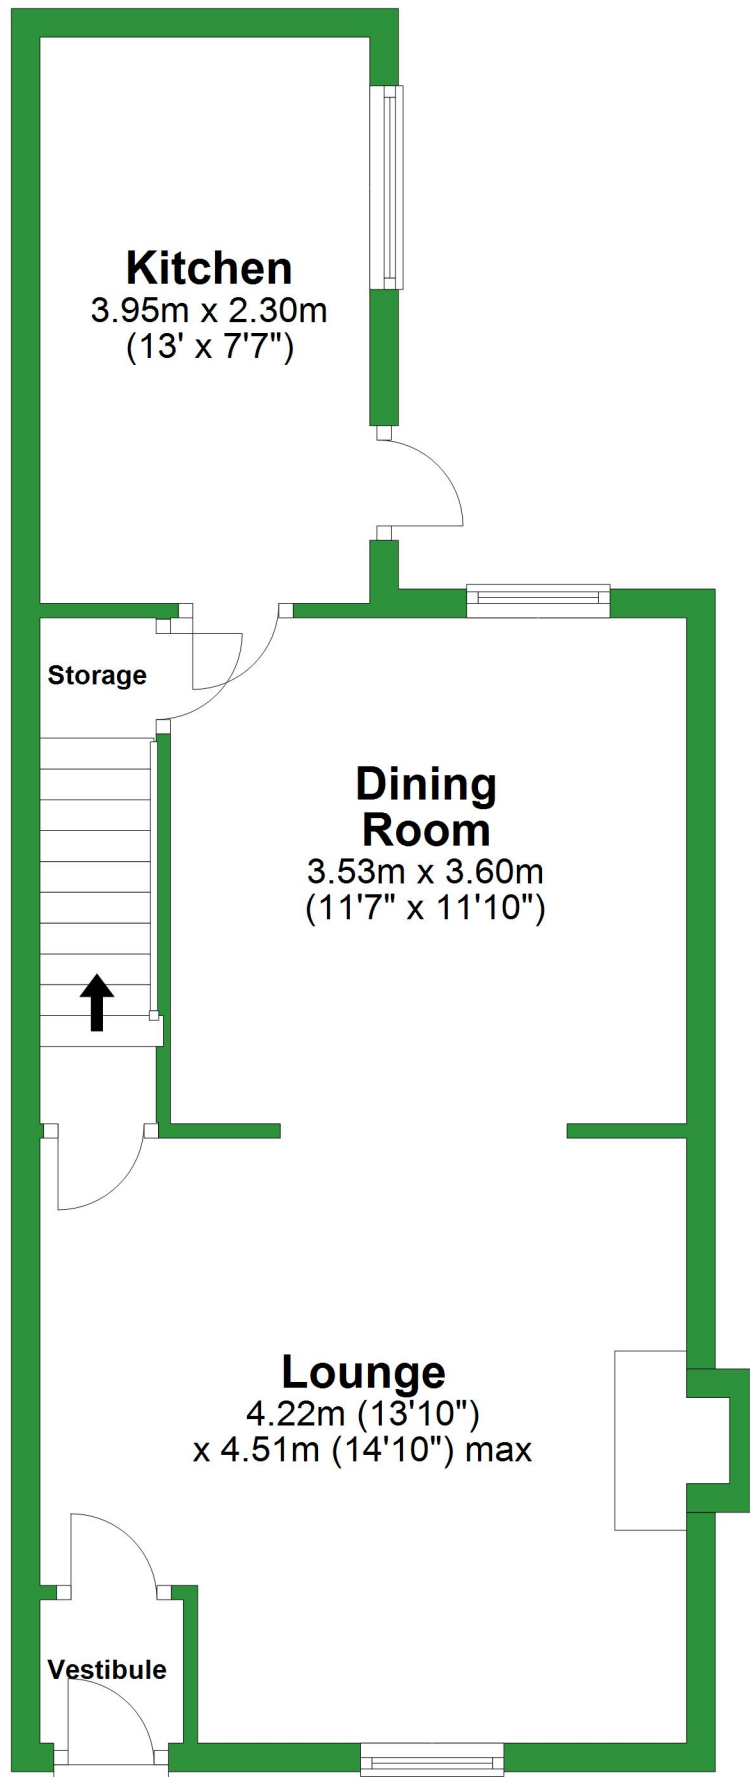 Kitchen
3.95m x 2.30m
(13' x 7'7")
Storage
Dining
Room
3.53m x 3.60m
(11'7" x 11'10")
Lounge
4.22m (13'10")
x 4.51m (14'10") max
Vestibule